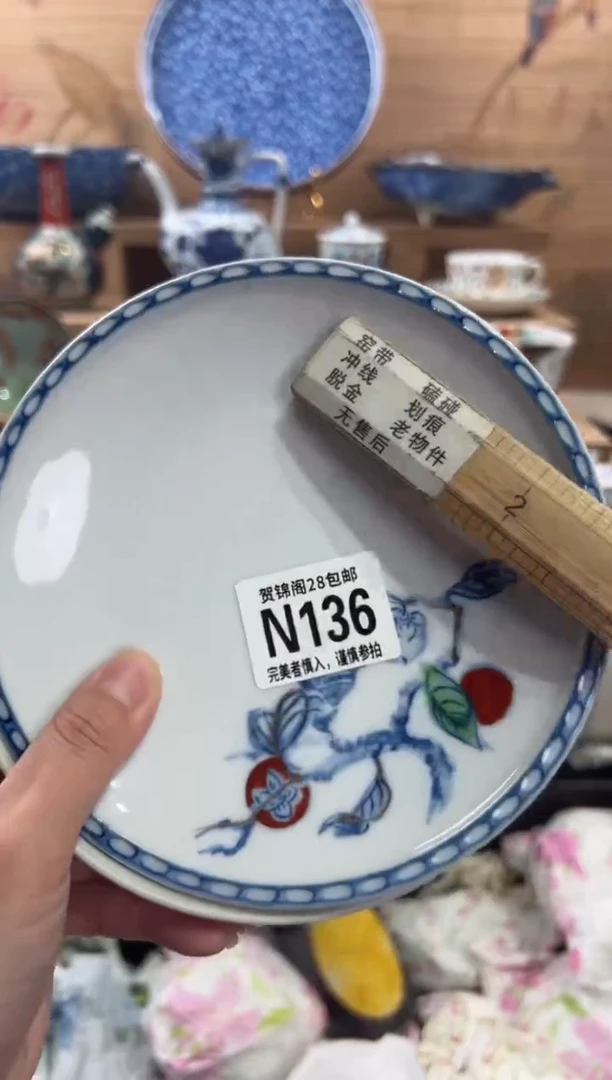 窑带 磕碰
冲线 划痕
脱金 老物件
无售后
2
贺锦阁28包邮
N136
完美者慎入，谨慎参拍